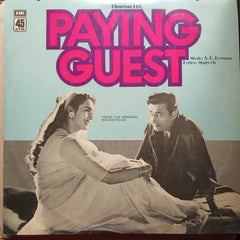 Filmistan Ltd.
EMI
45
PAYING
GUEST
Music: S. D. Burman
Lyrics: Majrooh
FROM THE ORIGINAL
SOUNDTRACK